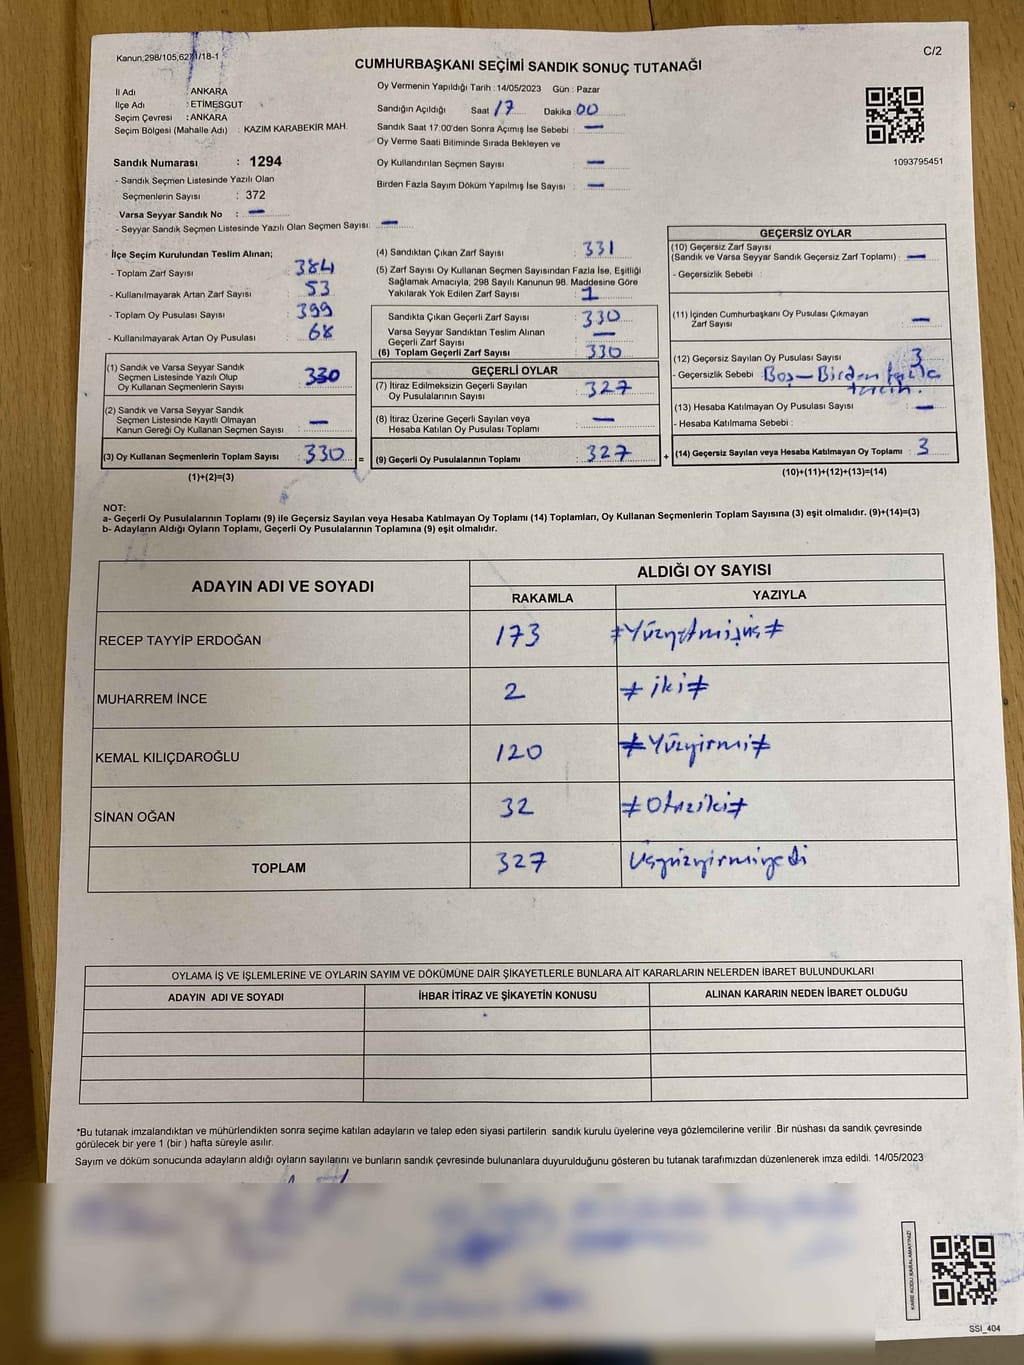 Kanun;298/105,627/1/18-1
C/2
CUMHURBAŞKANI SEÇİMİ SANDIK SONUÇ TUTANAĞI
İl Adı : ANKARA
İlçe Adı : ETİMESGUT
Seçim Çevresi : ANKARA
Seçim Bölgesi (Mahalle Adı) : KAZIM KARABEKİR MAH.
Sandık Numarası : 1294
- Sandık Seçmen Listesinde Yazılı Olan
Seçmenlerin Sayısı : 372
Varsa Seyyar Sandık No : —
- Seyyar Sandık Seçmen Listesinde Yazılı Olan Seçmen Sayısı: —
Oy Vermenin Yapıldığı Tarih : 14/05/2023 Gün : Pazar
Sandığın Açıldığı Saat 17 Dakika 00
Sandık Saat 17:00'den Sonra Açımış İse Sebebi : —
Oy Verme Saati Bitiminde Sırada Bekleyen ve
Oy Kullandırılan Seçmen Sayısı : —
Birden Fazla Sayım Döküm Yapılmış İse Sayısı : —
1093795451
İlçe Seçim Kurulundan Teslim Alınan;
- Toplam Zarf Sayısı : 384
- Kullanılmayarak Artan Zarf Sayısı : 53
- Toplam Oy Pusulası Sayısı : 399
- Kullanılmayarak Artan Oy Pusulası : 68
(1) Sandık ve Varsa Seyyar Sandık
Seçmen Listesinde Yazılı Olup
Oy Kullanan Seçmenlerin Sayısı : 330
(2) Sandık ve Varsa Seyyar Sandık
Seçmen Listesinde Kayıtlı Olmayan
Kanun Gereği Oy Kullanan Seçmen Sayısı : —
(3) Oy Kullanan Seçmenlerin Toplam Sayısı : 330 =
(1)+(2)=(3)
(4) Sandıktan Çıkan Zarf Sayısı : 331
(5) Zarf Sayısı Oy Kullanan Seçmen Sayısından Fazla İse, Eşitliği
Sağlamak Amacıyla, 298 Sayılı Kanunun 98. Maddesine Göre
Yakılarak Yok Edilen Zarf Sayısı : 1
Sandıkta Çıkan Geçerli Zarf Sayısı : 330
Varsa Seyyar Sandıktan Teslim Alınan
Geçerli Zarf Sayısı : —
(6) Toplam Geçerli Zarf Sayısı : 330
GEÇERLİ OYLAR
(7) İtiraz Edilmeksizin Geçerli Sayılan
Oy Pusulalarının Sayısı : 327
(8) İtiraz Üzerine Geçerli Sayılan veya
Hesaba Katılan Oy Pusulası Toplamı : —
(9) Geçerli Oy Pusulalarının Toplamı : 327 +
GEÇERSİZ OYLAR
(10) Geçersiz Zarf Sayısı
(Sandık ve Varsa Seyyar Sandık Geçersiz Zarf Toplamı) : —
- Geçersizlik Sebebi :
(11) İçinden Cumhurbaşkanı Oy Pusulası Çıkmayan
Zarf Sayısı : —
(12) Geçersiz Sayılan Oy Pusulası Sayısı : 3
- Geçersizlik Sebebi : Boş—Birden fazla
tercih.
(13) Hesaba Katılmayan Oy Pusulası Sayısı : —
- Hesaba Katılmama Sebebi :
(14) Geçersiz Sayılan veya Hesaba Katılmayan Oy Toplamı : 3
(10)+(11)+(12)+(13)=(14)
NOT:
a- Geçerli Oy Pusulalarının Toplamı (9) ile Geçersiz Sayılan veya Hesaba Katılmayan Oy Toplamı (14) Toplamları, Oy Kullanan Seçmenlerin Toplam Sayısına (3) eşit olmalıdır. (9)+(14)=(3)
b- Adayların Aldığı Oyların Toplamı, Geçerli Oy Pusulalarının Toplamına (9) eşit olmalıdır.
ADAYIN ADI VE SOYADI
ALDIĞI OY SAYISI
RAKAMLA YAZIYLA
RECEP TAYYİP ERDOĞAN 173 #Yüzyetmişüç#
MUHARREM İNCE 2 #iki#
KEMAL KILIÇDAROĞLU 120 #Yüzyirmi#
SİNAN OĞAN 32 #Otuziki#
TOPLAM 327 Üçyüzyirmiyedi
OYLAMA İŞ VE İŞLEMLERİNE VE OYLARIN SAYIM VE DÖKÜMÜNE DAİR ŞİKAYETLERLE BUNLARA AİT KARARLARIN NELERDEN İBARET BULUNDUKLARI
ADAYIN ADI VE SOYADI İHBAR İTİRAZ VE ŞİKAYETİN KONUSU ALINAN KARARIN NEDEN İBARET OLDUĞU
*Bu tutanak imzalandıktan ve mühürlendikten sonra seçime katılan adayların ve talep eden siyasi partilerin sandık kurulu üyelerine veya gözlemcilerine verilir .Bir nüshası da sandık çevresinde
görülecek bir yere 1 (bir ) hafta süreyle asılır.
Sayım ve döküm sonucunda adayların aldığı oyların sayılarını ve bunların sandık çevresinde bulunanlara duyurulduğunu gösteren bu tutanak tarafımızdan düzenlenerek imza edildi. 14/05/2023
KARE KODU KARALAMAYINIZ!
SSI_404